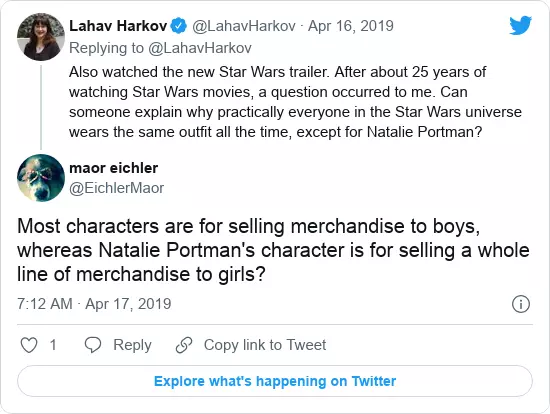 Lahav Harkov @LahavHarkov · Apr 16, 2019
Replying to @LahavHarkov
Also watched the new Star Wars trailer. After about 25 years of
watching Star Wars movies, a question occurred to me. Can
someone explain why practically everyone in the Star Wars universe
wears the same outfit all the time, except for Natalie Portman?
maor eichler
@EichlerMaor
Most characters are for selling merchandise to boys,
whereas Natalie Portman's character is for selling a whole
line of merchandise to girls?
7:12 AM · Apr 17, 2019
1 Reply Copy link to Tweet
Explore what's happening on Twitter